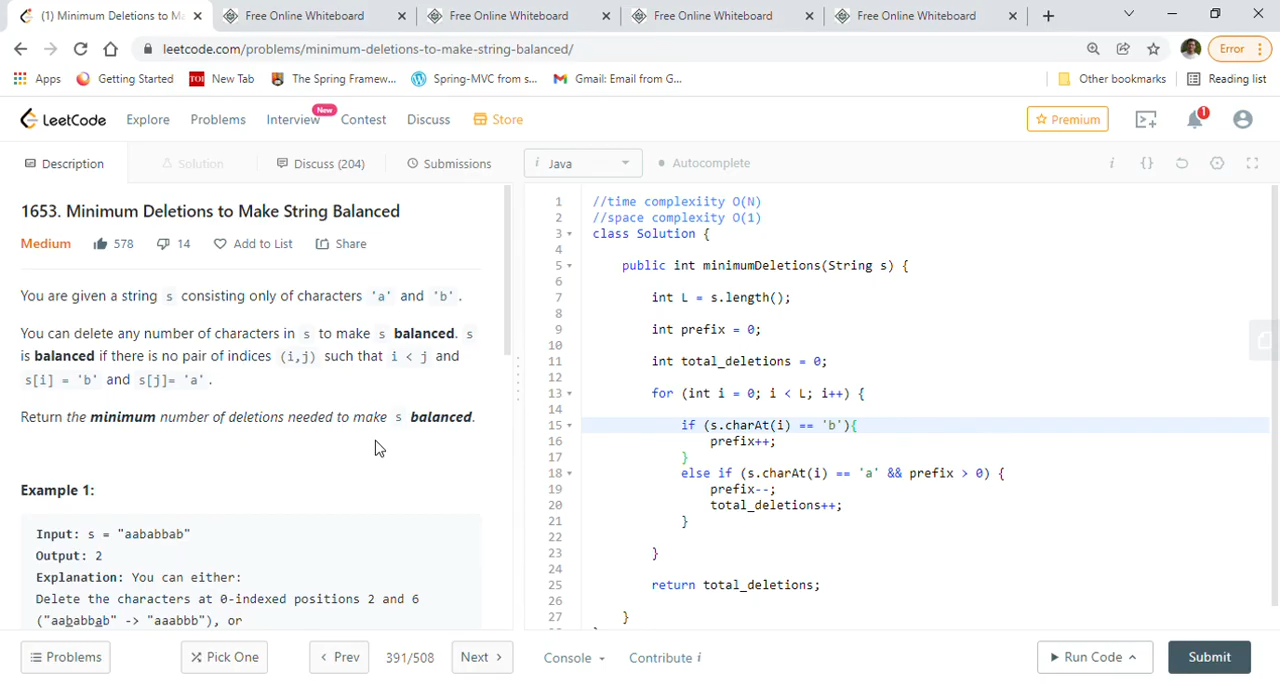 (1) Minimum Deletions to Ma
Free Online Whiteboard
Free Online Whiteboard
Free Online Whiteboard
Free Online Whiteboard
leetcode.com/problems/minimum-deletions-to-make-string-balanced/
Error
Apps
Getting Started
New Tab
The Spring Framew...
Spring-MVC from s...
Gmail: Email from G...
Other bookmarks
Reading list
LeetCode
Explore
Problems
Interview
New
Contest
Discuss
Store
Premium
1
Description
Solution
Discuss (204)
Submissions
i Java
Autocomplete
i {}
1653. Minimum Deletions to Make String Balanced
Medium
578
14
Add to List
Share
You are given a string s consisting only of characters 'a' and 'b'.
You can delete any number of characters in s to make s balanced. s
is balanced if there is no pair of indices (i,j) such that i < j and
s[i] = 'b' and s[j]= 'a'.
Return the minimum number of deletions needed to make s balanced.
Example 1:
Input: s = "aababbab"
Output: 2
Explanation: You can either:
Delete the characters at 0-indexed positions 2 and 6
("aababbab" -> "aaabbb"), or
1 //time complexiity O(N)
2 //space complexity O(1)
3 class Solution {
4
5 public int minimumDeletions(String s) {
6
7 int L = s.length();
8
9 int prefix = 0;
10
11 int total_deletions = 0;
12
13 for (int i = 0; i < L; i++) {
14
15 if (s.charAt(i) == 'b'){
16 prefix++;
17 }
18 else if (s.charAt(i) == 'a' && prefix > 0) {
19 prefix--;
20 total_deletions++;
21 }
22
23 }
24
25 return total_deletions;
26
27 }
Problems
Pick One
Prev
391/508
Next
Console
Contribute i
Run Code
Submit